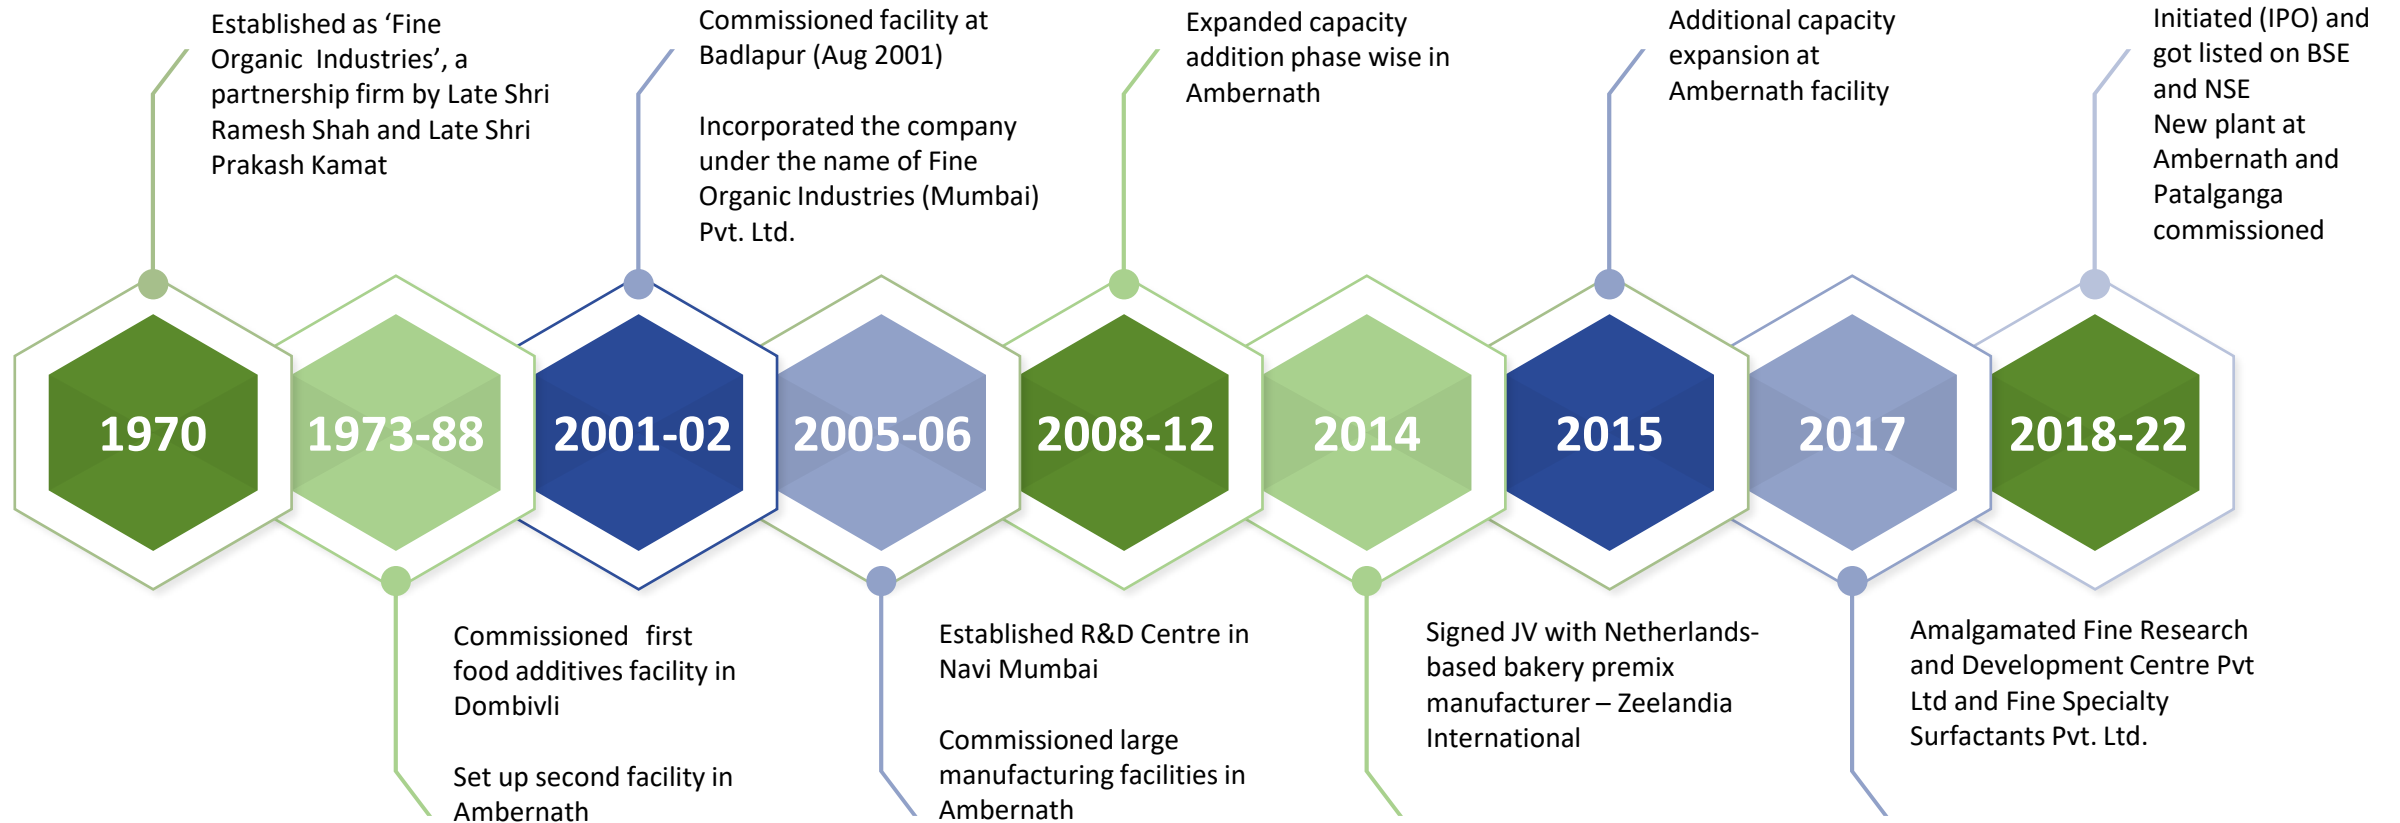 Established as ‘Fine
Organic Industries’, a
partnership firm by Late Shri
Ramesh Shah and Late Shri
Prakash Kamat
Commissioned facility at
Badlapur (Aug 2001)
Incorporated the company
under the name of Fine
Organic Industries (Mumbai)
Pvt. Ltd.
Expanded capacity
addition phase wise in
Ambernath
Additional capacity
expansion at
Ambernath facility
Initiated (IPO) and
got listed on BSE
and NSE
New plant at
Ambernath and
Patalganga
commissioned
1970
1973-88
2001-02
2005-06
2008-12
2014
2015
2017
2018-22
Commissioned first
food additives facility in
Dombivli
Set up second facility in
Ambernath
Established R&D Centre in
Navi Mumbai
Commissioned large
manufacturing facilities in
Ambernath
Signed JV with Netherlands-
based bakery premix
manufacturer – Zeelandia
International
Amalgamated Fine Research
and Development Centre Pvt
Ltd and Fine Specialty
Surfactants Pvt. Ltd.